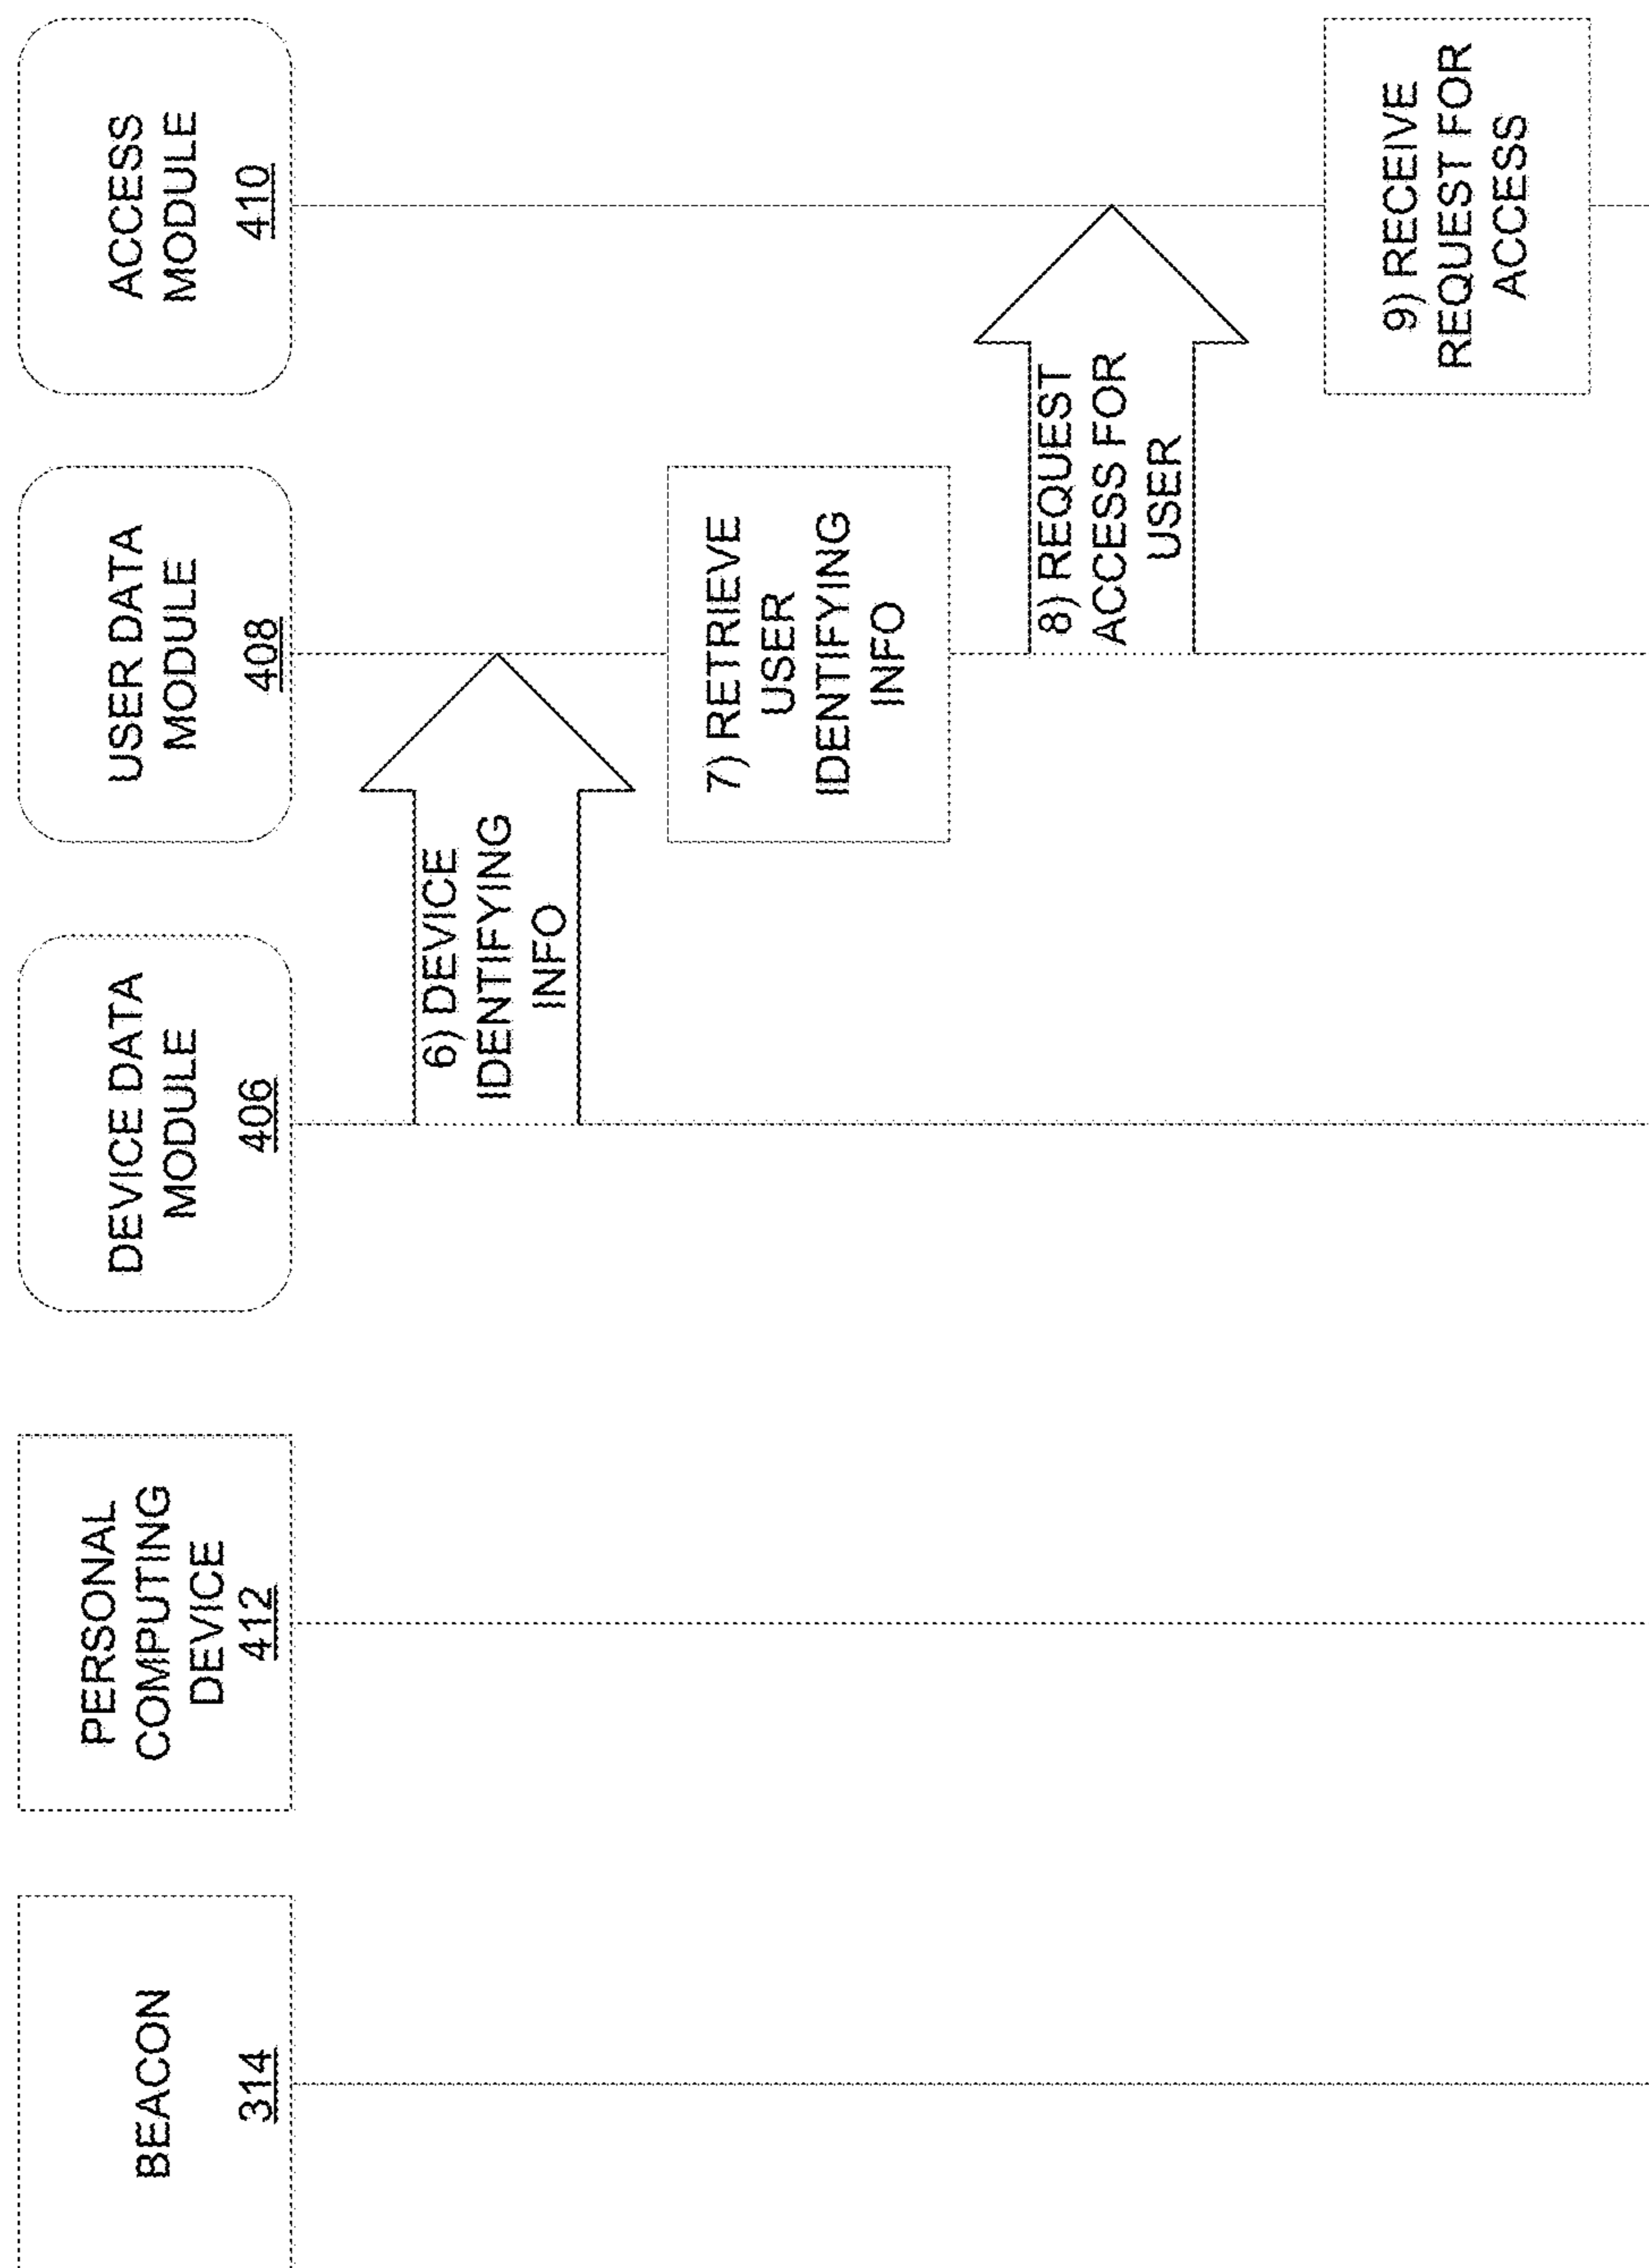 BEACON
314
PERSONAL
COMPUTING
DEVICE
412
DEVICE DATA
MODULE
406
USER DATA
MODULE
408
ACCESS
MODULE
410
6) DEVICE
IDENTIFYING
INFO
7) RETRIEVE
USER
IDENTIFYING
INFO
8) REQUEST
ACCESS FOR
USER
9) RECEIVE
REQUEST FOR
ACCESS